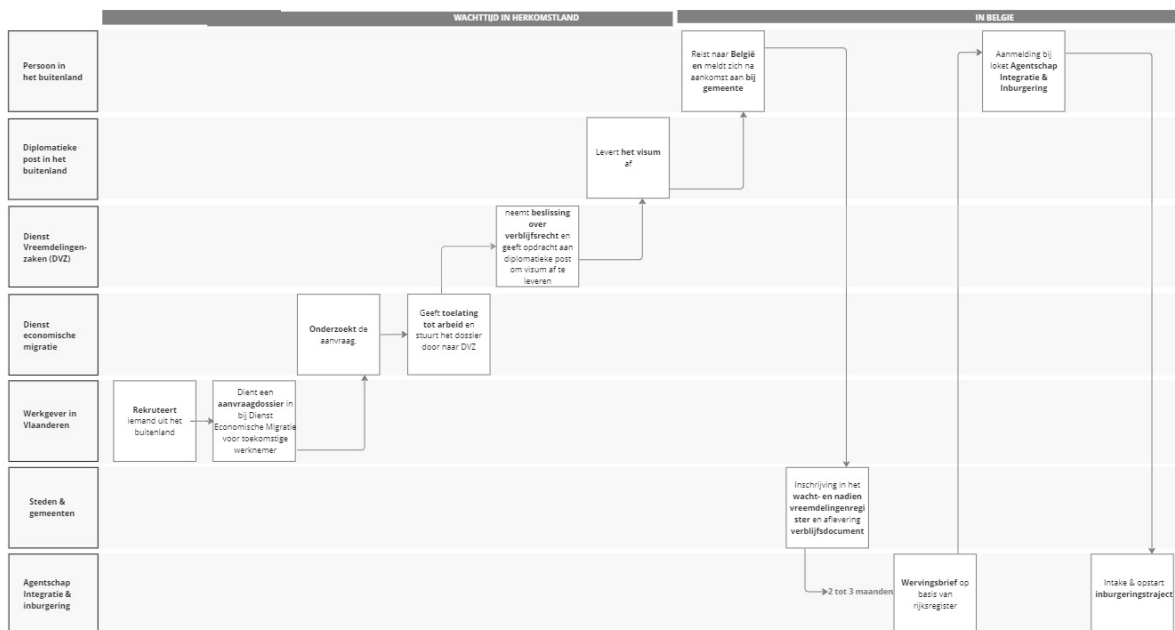 WACHTTIJD IN HERKOMSTLAND
IN BELGIE
Persoon in
het buitenland
Reist naar België
en meldt zich na
aankomst aan bij
gemeente
Aanmelding bij
loket Agentschap
Integratie &
Inburgering
Diplomatieke
post in het
buitenland
Levert het visum
af
Dienst
Vreemdelingen-
zaken (DVZ)
neemt beslissing
over
verblijfsrecht en
geeft opdracht aan
diplomatieke post
om visum af te
leveren
Dienst
economische
migratie
Onderzoekt de
aanvraag.
Geeft toelating
tot arbeid en
stuurt het dossier
door naar DVZ
Werkgever in
Vlaanderen
Rekruteert
iemand uit het
buitenland
Dient een
aanvraagdossier in
bij Dienst
Economische Migratie
voor toekomstige
werknemer
Steden &
gemeenten
Inschrijving in het
wacht- en nadien
vreemdelingenregi
ster en aflevering
verblijfsdocument
Agentschap
Integratie &
inburgering
2 tot 3 maanden
Wervingsbrief op
basis van
rijksregister
Intake & opstart
inburgeringstraject